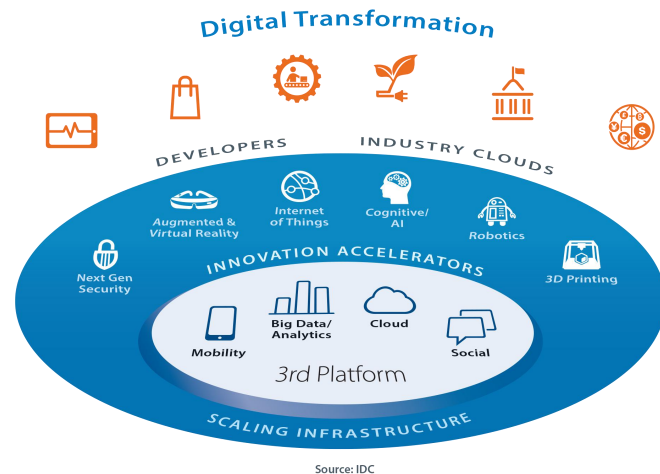 Digital Transformation
DEVELOPERS
INDUSTRY CLOUDS
Augmented &
Virtual Reality
Internet
of Things
Cognitive/
AI
Robotics
Next Gen
Security
3D Printing
INNOVATION ACCELERATORS
Mobility
Big Data/
Analytics
Cloud
Social
3rd Platform
SCALING INFRASTRUCTURE
Source: IDC
¥
£
$
€
$